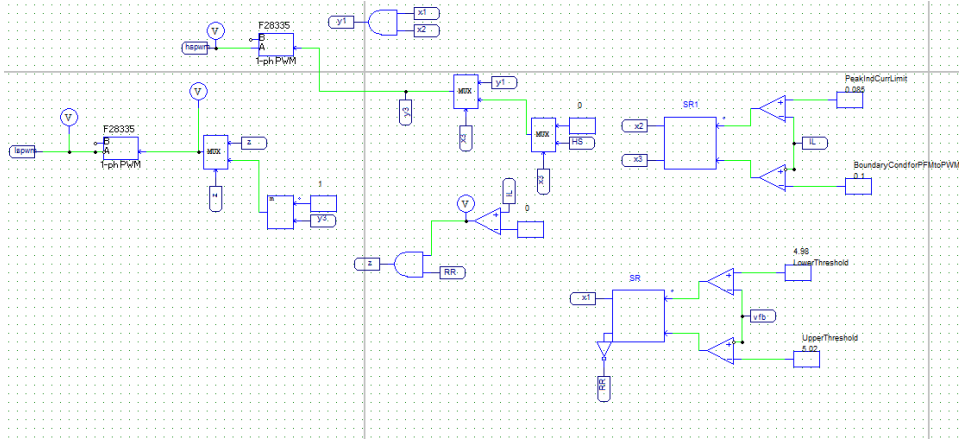 y1
x1
x2
V
F28335
B
A
1-ph PWM
hspwm
MUX
y1
x3
y3
0
MUX
HS
x3
PeakIndCurrLimit
0.085
SR1
x2
x3
IL
BoundaryCondforPFMtoPWM
0.1
V
V
F28335
B
A
1-ph PWM
lspwm
MUX
z
z
1
m
y3
V
IL
0
z
RR
4.98
LowerThreshold
SR
x1
vfb
UpperThreshold
5.02
RR